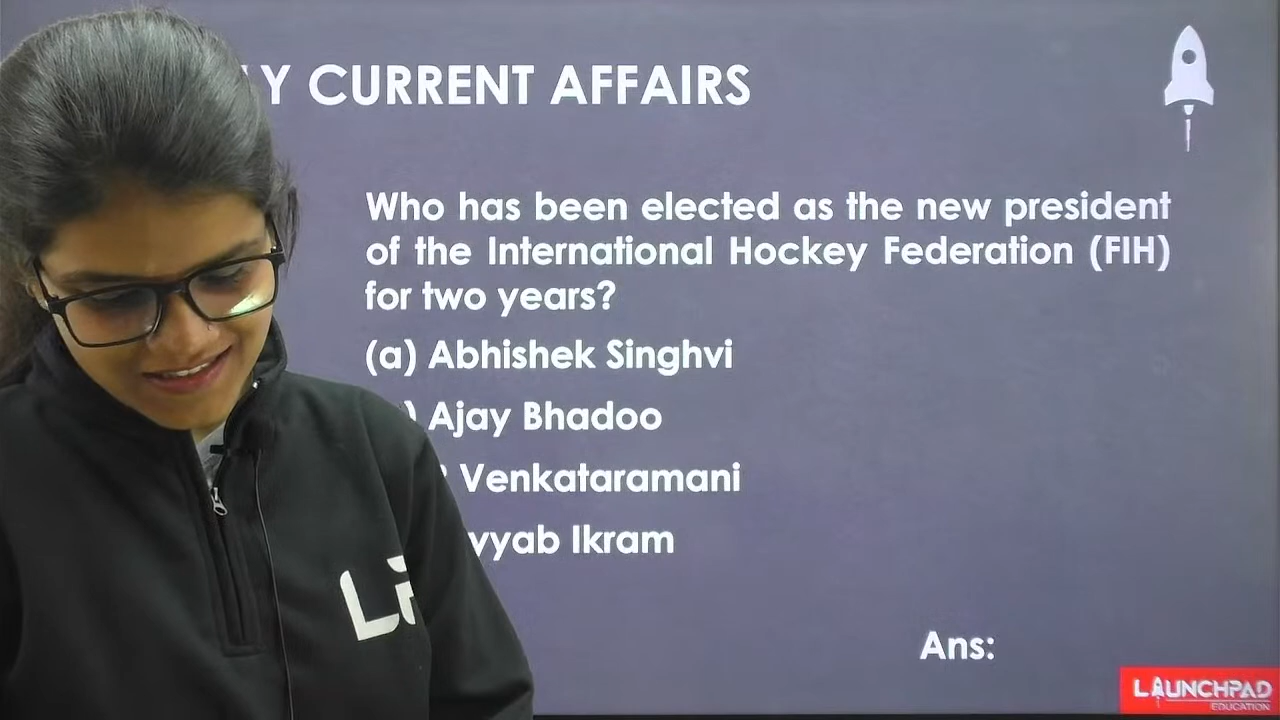 Y CURRENT AFFAIRS
Who has been elected as the new president
of the International Hockey Federation (FIH)
for two years?
(a) Abhishek Singhvi
) Ajay Bhadoo
Venkataramani
yyab Ikram
Ans:
LAUNCHPAD
EDUCATION